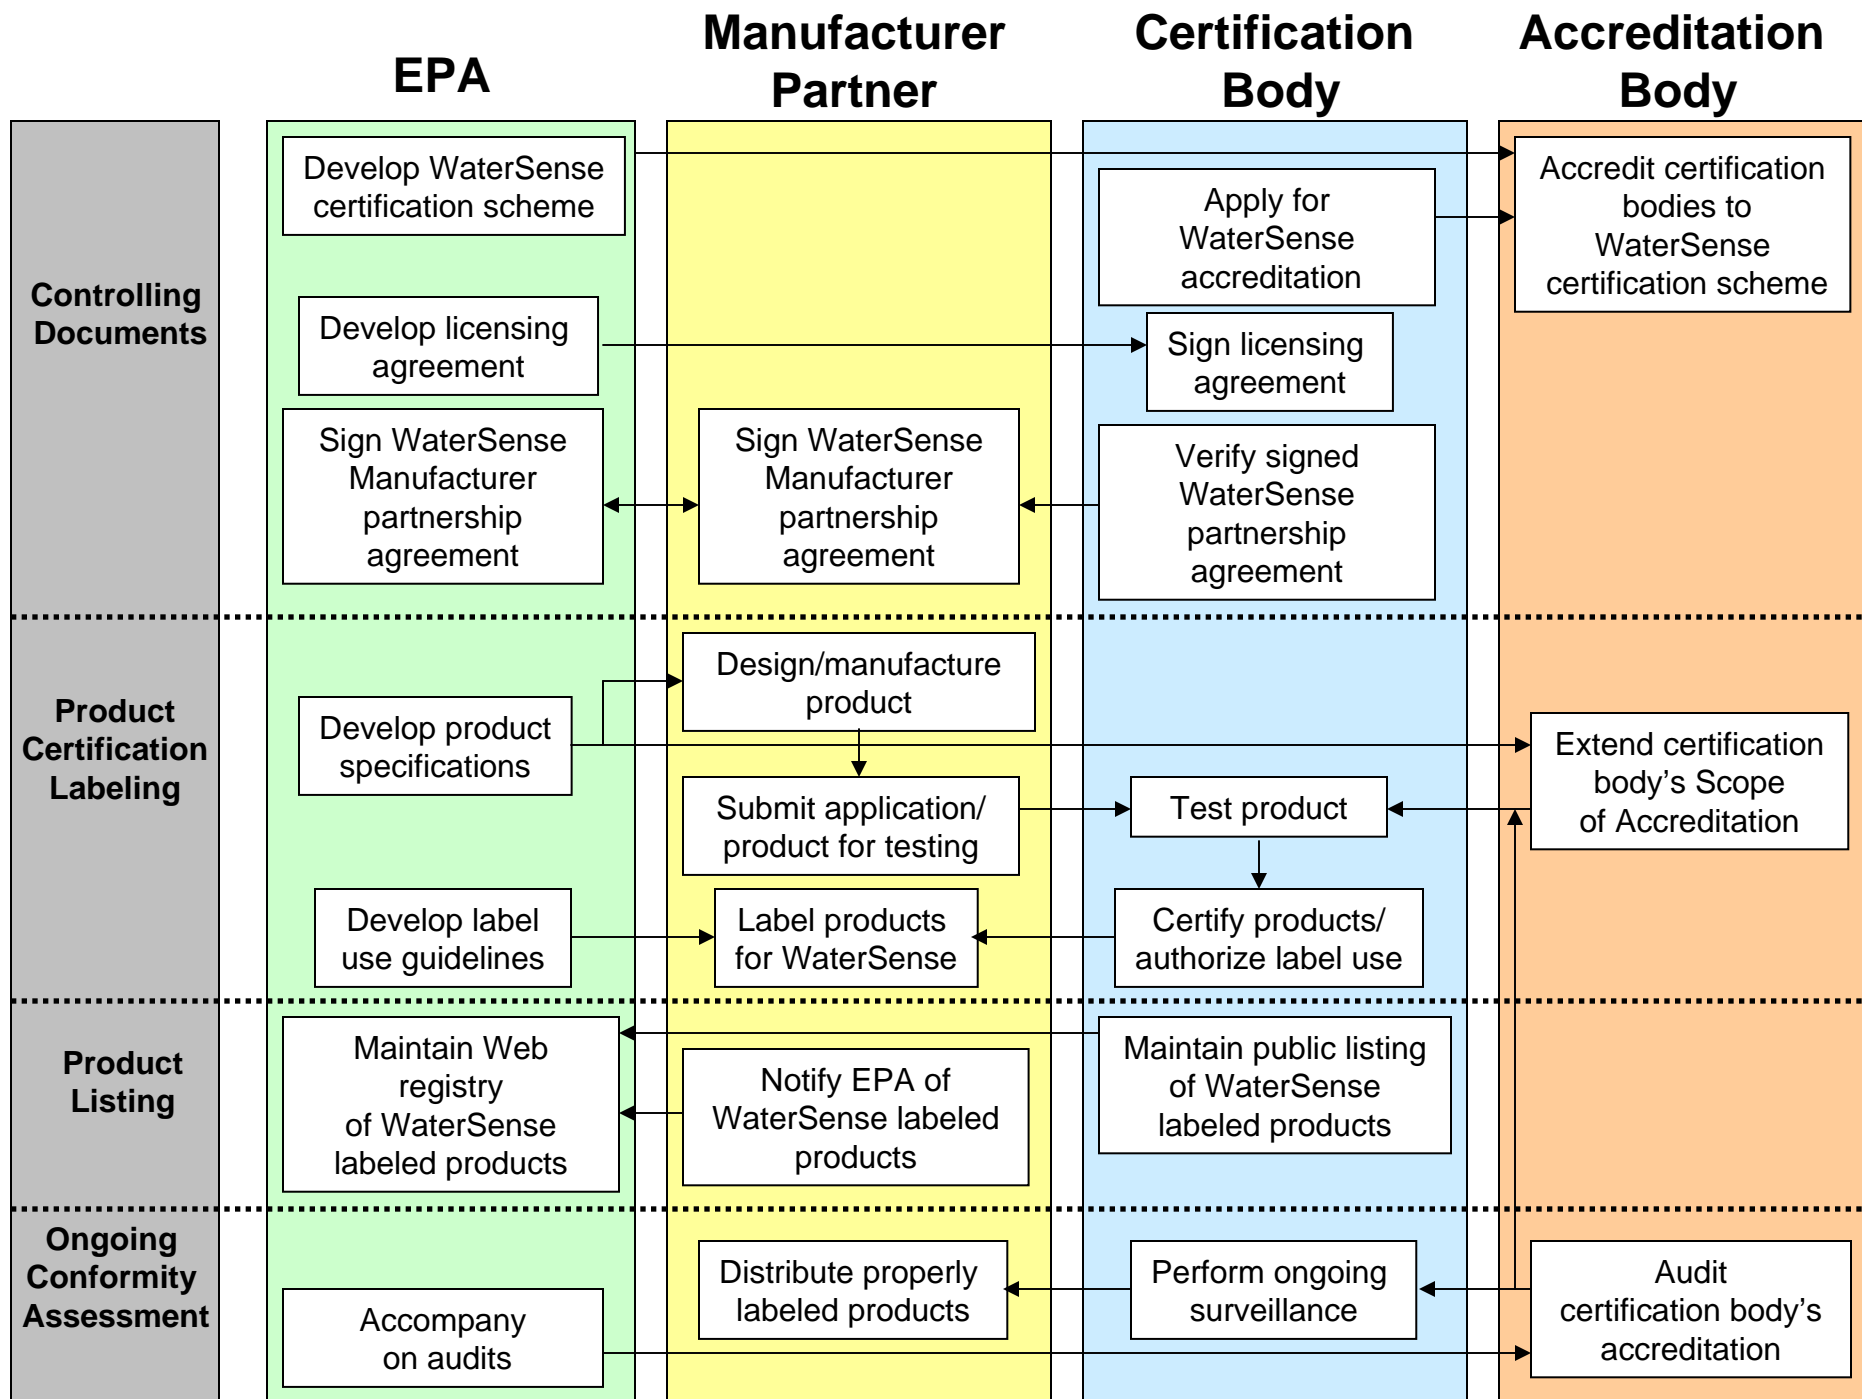 EPA
Manufacturer
Partner
Certification
Body
Accreditation
Body
Controlling
Documents
Develop WaterSense
certification scheme
Apply for
WaterSense
accreditation
Accredit certification
bodies to
WaterSense
certification scheme
Develop licensing
agreement
Sign licensing
agreement
Sign WaterSense
Manufacturer
partnership
agreement
Sign WaterSense
Manufacturer
partnership
agreement
Verify signed
WaterSense
partnership
agreement
Product
Certification
Labeling
Develop product
specifications
Design/manufacture
product
Extend certification
body’s Scope
of Accreditation
Submit application/
product for testing
Test product
Develop label
use guidelines
Label products
for WaterSense
Certify products/
authorize label use
Product
Listing
Maintain Web
registry
of WaterSense
labeled products
Notify EPA of
WaterSense labeled
products
Maintain public listing
of WaterSense
labeled products
Ongoing
Conformity
Assessment
Accompany
on audits
Distribute properly
labeled products
Perform ongoing
surveillance
Audit
certification body’s
accreditation